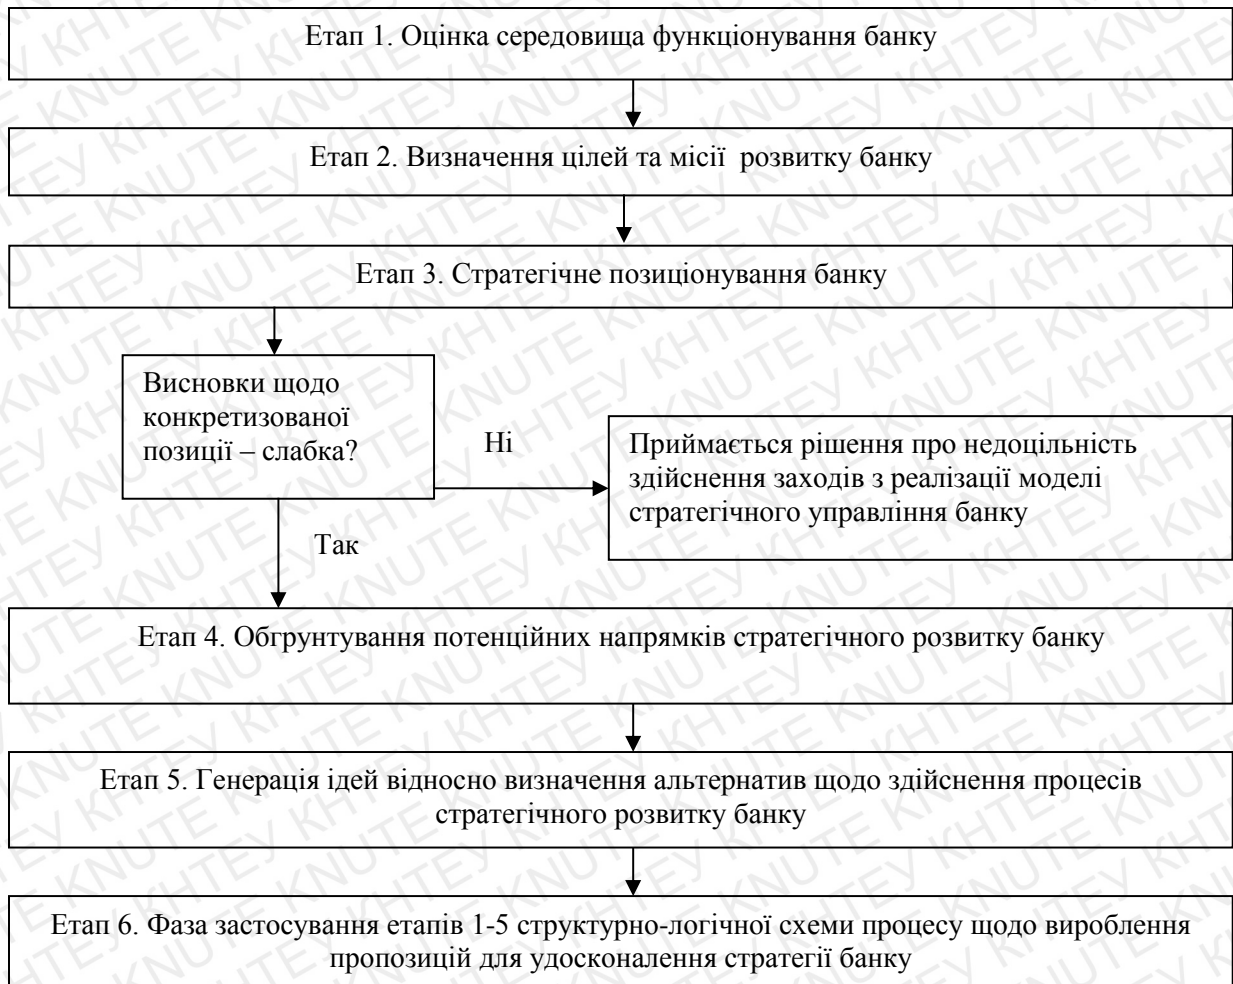 Етап 1. Оцінка середовища функціонування банку
Етап 2. Визначення цілей та місії розвитку банку
Етап 3. Стратегічне позиціонування банку
Висновки щодо
конкретизованої
позиції – слабка?
Ні
Приймається рішення про недоцільність
здійснення заходів з реалізації моделі
стратегічного управління банку
Так
Етап 4. Обгрунтування потенційних напрямків стратегічного розвитку банку
Етап 5. Генерація ідей відносно визначення альтернатив щодо здійснення процесів
стратегічного розвитку банку
Етап 6. Фаза застосування етапів 1-5 структурно-логічної схеми процесу щодо вироблення
пропозицій для удосконалення стратегії банку